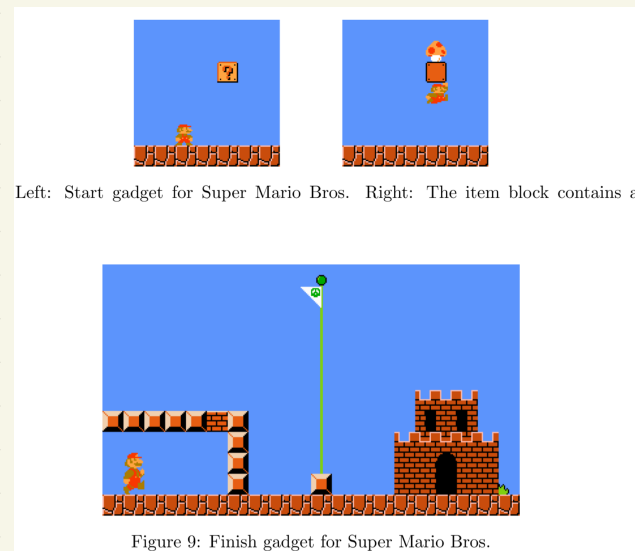 ?
Left: Start gadget for Super Mario Bros. Right: The item block contains a
Figure 9: Finish gadget for Super Mario Bros.